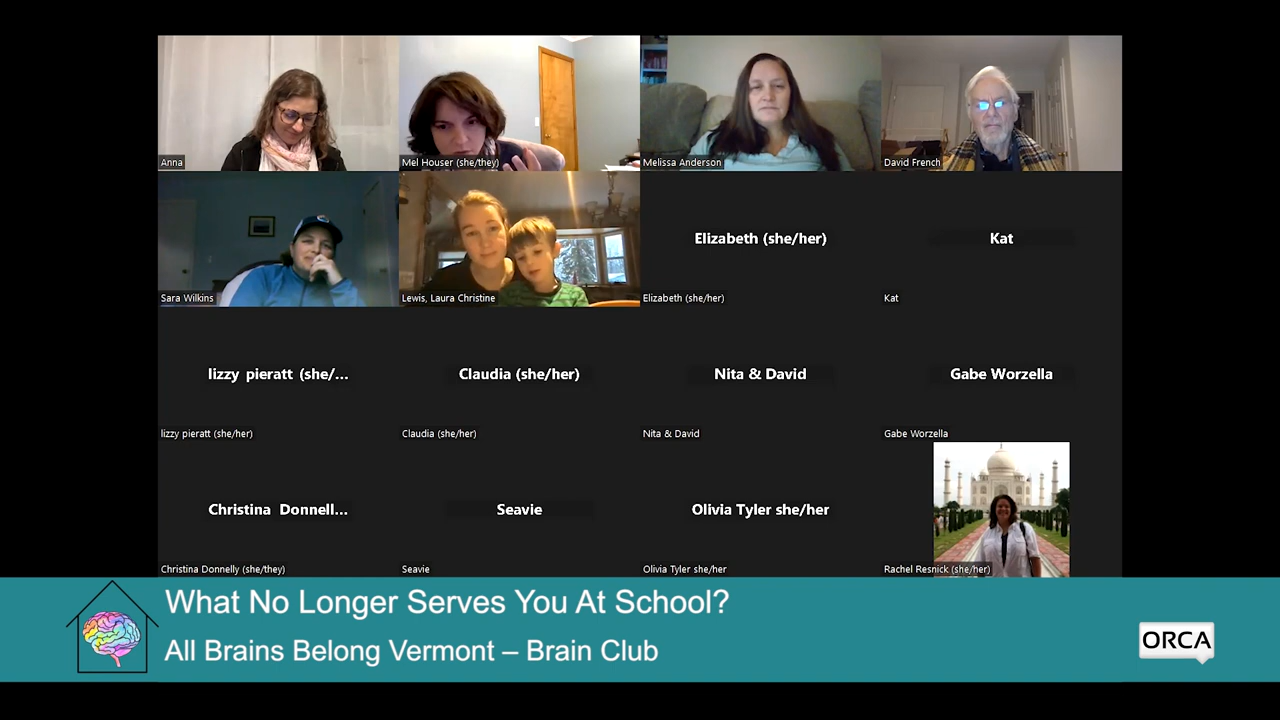 Anna
Mel Houser (she/they)
Melissa Anderson
David French
Sara Wilkins
Lewis, Laura Christine
Elizabeth (she/her)
Elizabeth (she/her)
Kat
Kat
lizzy pieratt (she/...
lizzy pieratt (she/her)
Claudia (she/her)
Claudia (she/her)
Nita & David
Nita & David
Gabe Worzella
Gabe Worzella
Christina Donnell...
Christina Donnelly (she/they)
Seavie
Seavie
Olivia Tyler she/her
Olivia Tyler she/her
Rachel Resnick (she/her)
What No Longer Serves You At School?
All Brains Belong Vermont – Brain Club
ORCA